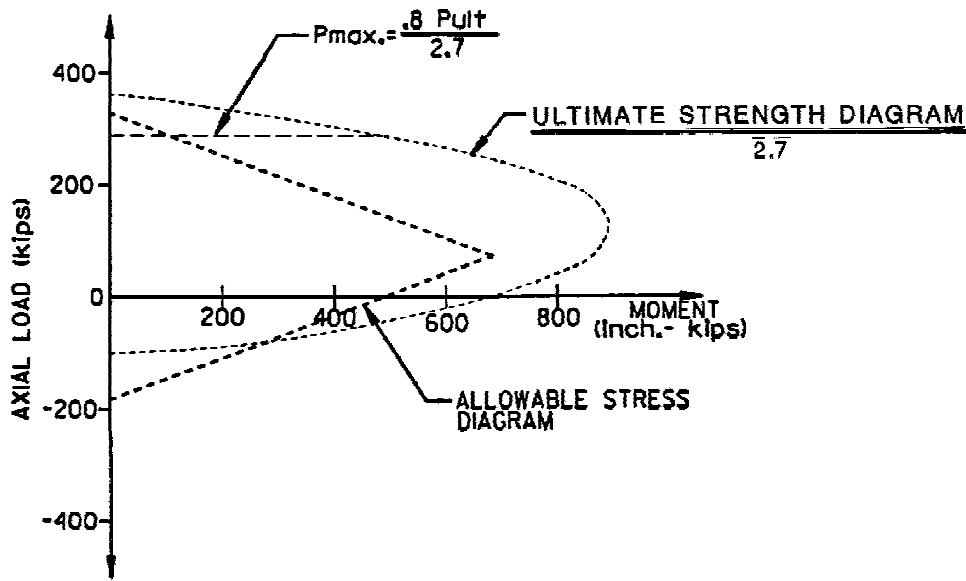 Pmax. = .8 Pult
2.7
400
ULTIMATE STRENGTH DIAGRAM
2.7
200
AXIAL LOAD (kips)
0
200
400
600
800
MOMENT
(inch.- kips)
-200
ALLOWABLE STRESS
DIAGRAM
-400